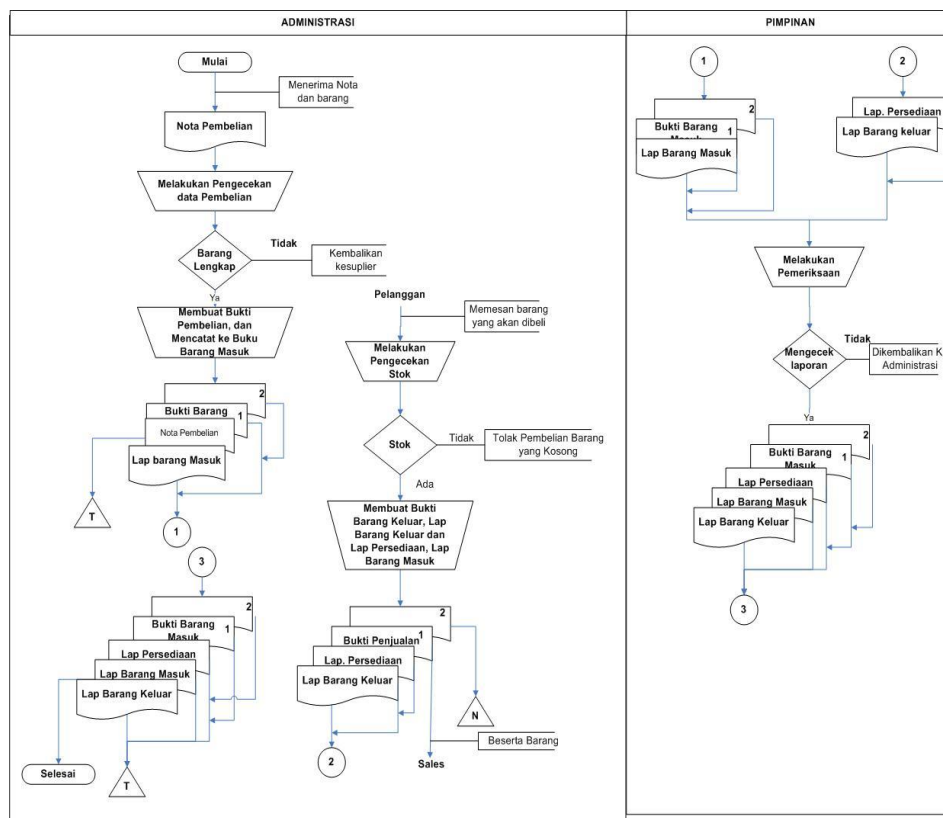 ADMINISTRASI
Mulai
Menerima Nota
dan barang
Nota Pembelian
Melakukan Pengecekan
data Pembelian
Barang
Lengkap
Tidak
Kembalikan
kesuplier
Ya
Membuat Bukti
Pembelian, dan
Mencatat ke Buku
Barang Masuk
2
Bukti Barang
1
Nota Pembelian
Lap barang Masuk
T
1
3
2
Bukti Barang
Masuk
1
Lap Persediaan
Lap Barang Masuk
Lap Barang Keluar
Selesai
T
Pelanggan
Memesan barang
yang akan dibeli
Melakukan
Pengecekan
Stok
Stok
Tidak
Tolak Pembelian Barang
yang Kosong
Ada
Membuat Bukti
Barang Keluar, Lap
Barang Keluar dan
Lap Persediaan, Lap
Barang Masuk
2
Bukti Penjualan
1
Lap. Persediaan
Lap Barang Keluar
N
2
Beserta Barang
Sales
PIMPINAN
1
2
Bukti Barang
1
Lap Barang Masuk
2
Lap. Persediaan
Lap Barang keluar
Melakukan
Pemeriksaan
Mengecek
laporan
Tidak
Dikembalikan K
Administrasi
Ya
2
Bukti Barang
Masuk
1
Lap Persediaan
Lap Barang Masuk
Lap Barang Keluar
3